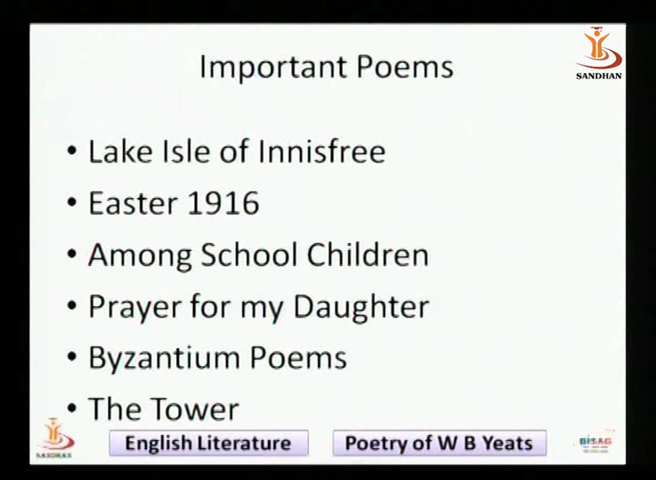 Important Poems
SANDHAN
• Lake Isle of Innisfree
• Easter 1916
• Among School Children
• Prayer for my Daughter
• Byzantium Poems
• The Tower
SANDHAN
English Literature
Poetry of W B Yeats
BISAG